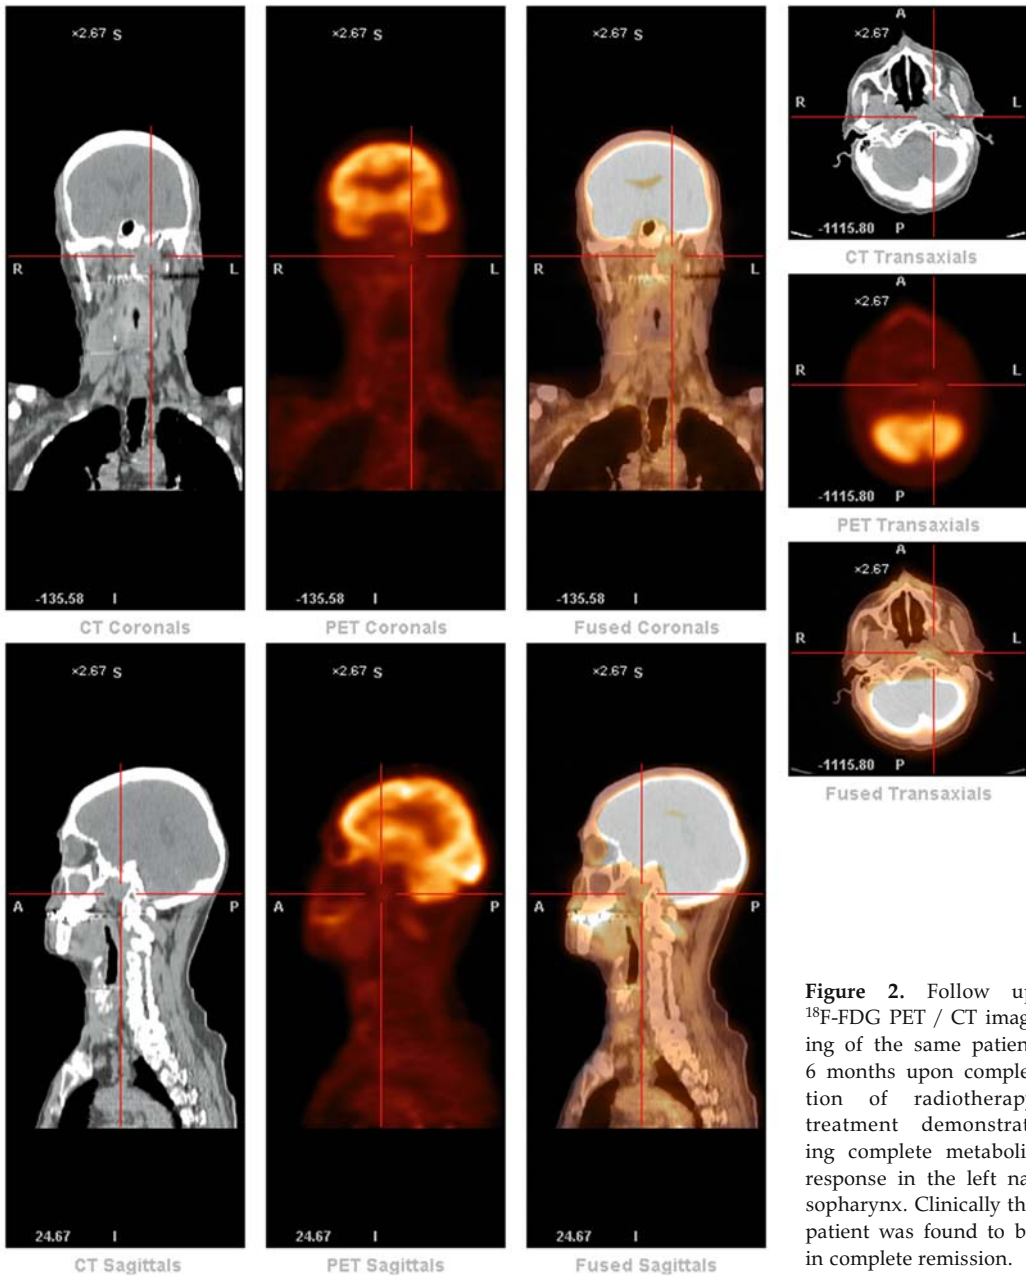 ×2.67 S
R
L
-135.58 I
CT Coronals
×2.67 S
R
L
-135.58 I
PET Coronals
×2.67 S
R
L
-135.58 I
Fused Coronals
A
×2.67
R
L
-1115.80 P
CT Transaxials
A
×2.67
R
L
-1115.80 P
PET Transaxials
A
×2.67
R
L
-1115.80 P
Fused Transaxials
×2.67 S
A
P
24.67 I
CT Sagittals
×2.67 S
A
P
24.67 I
PET Sagittals
×2.67 S
A
P
24.67 I
Fused Sagittals
Figure 2. Follow up
18F-FDG PET / CT imag
ing of the same patien
6 months upon comple
tion of radiotherapy
treatment demonstrat
ing complete metaboli
response in the left na
sopharynx. Clinically th
patient was found to b
in complete remission.